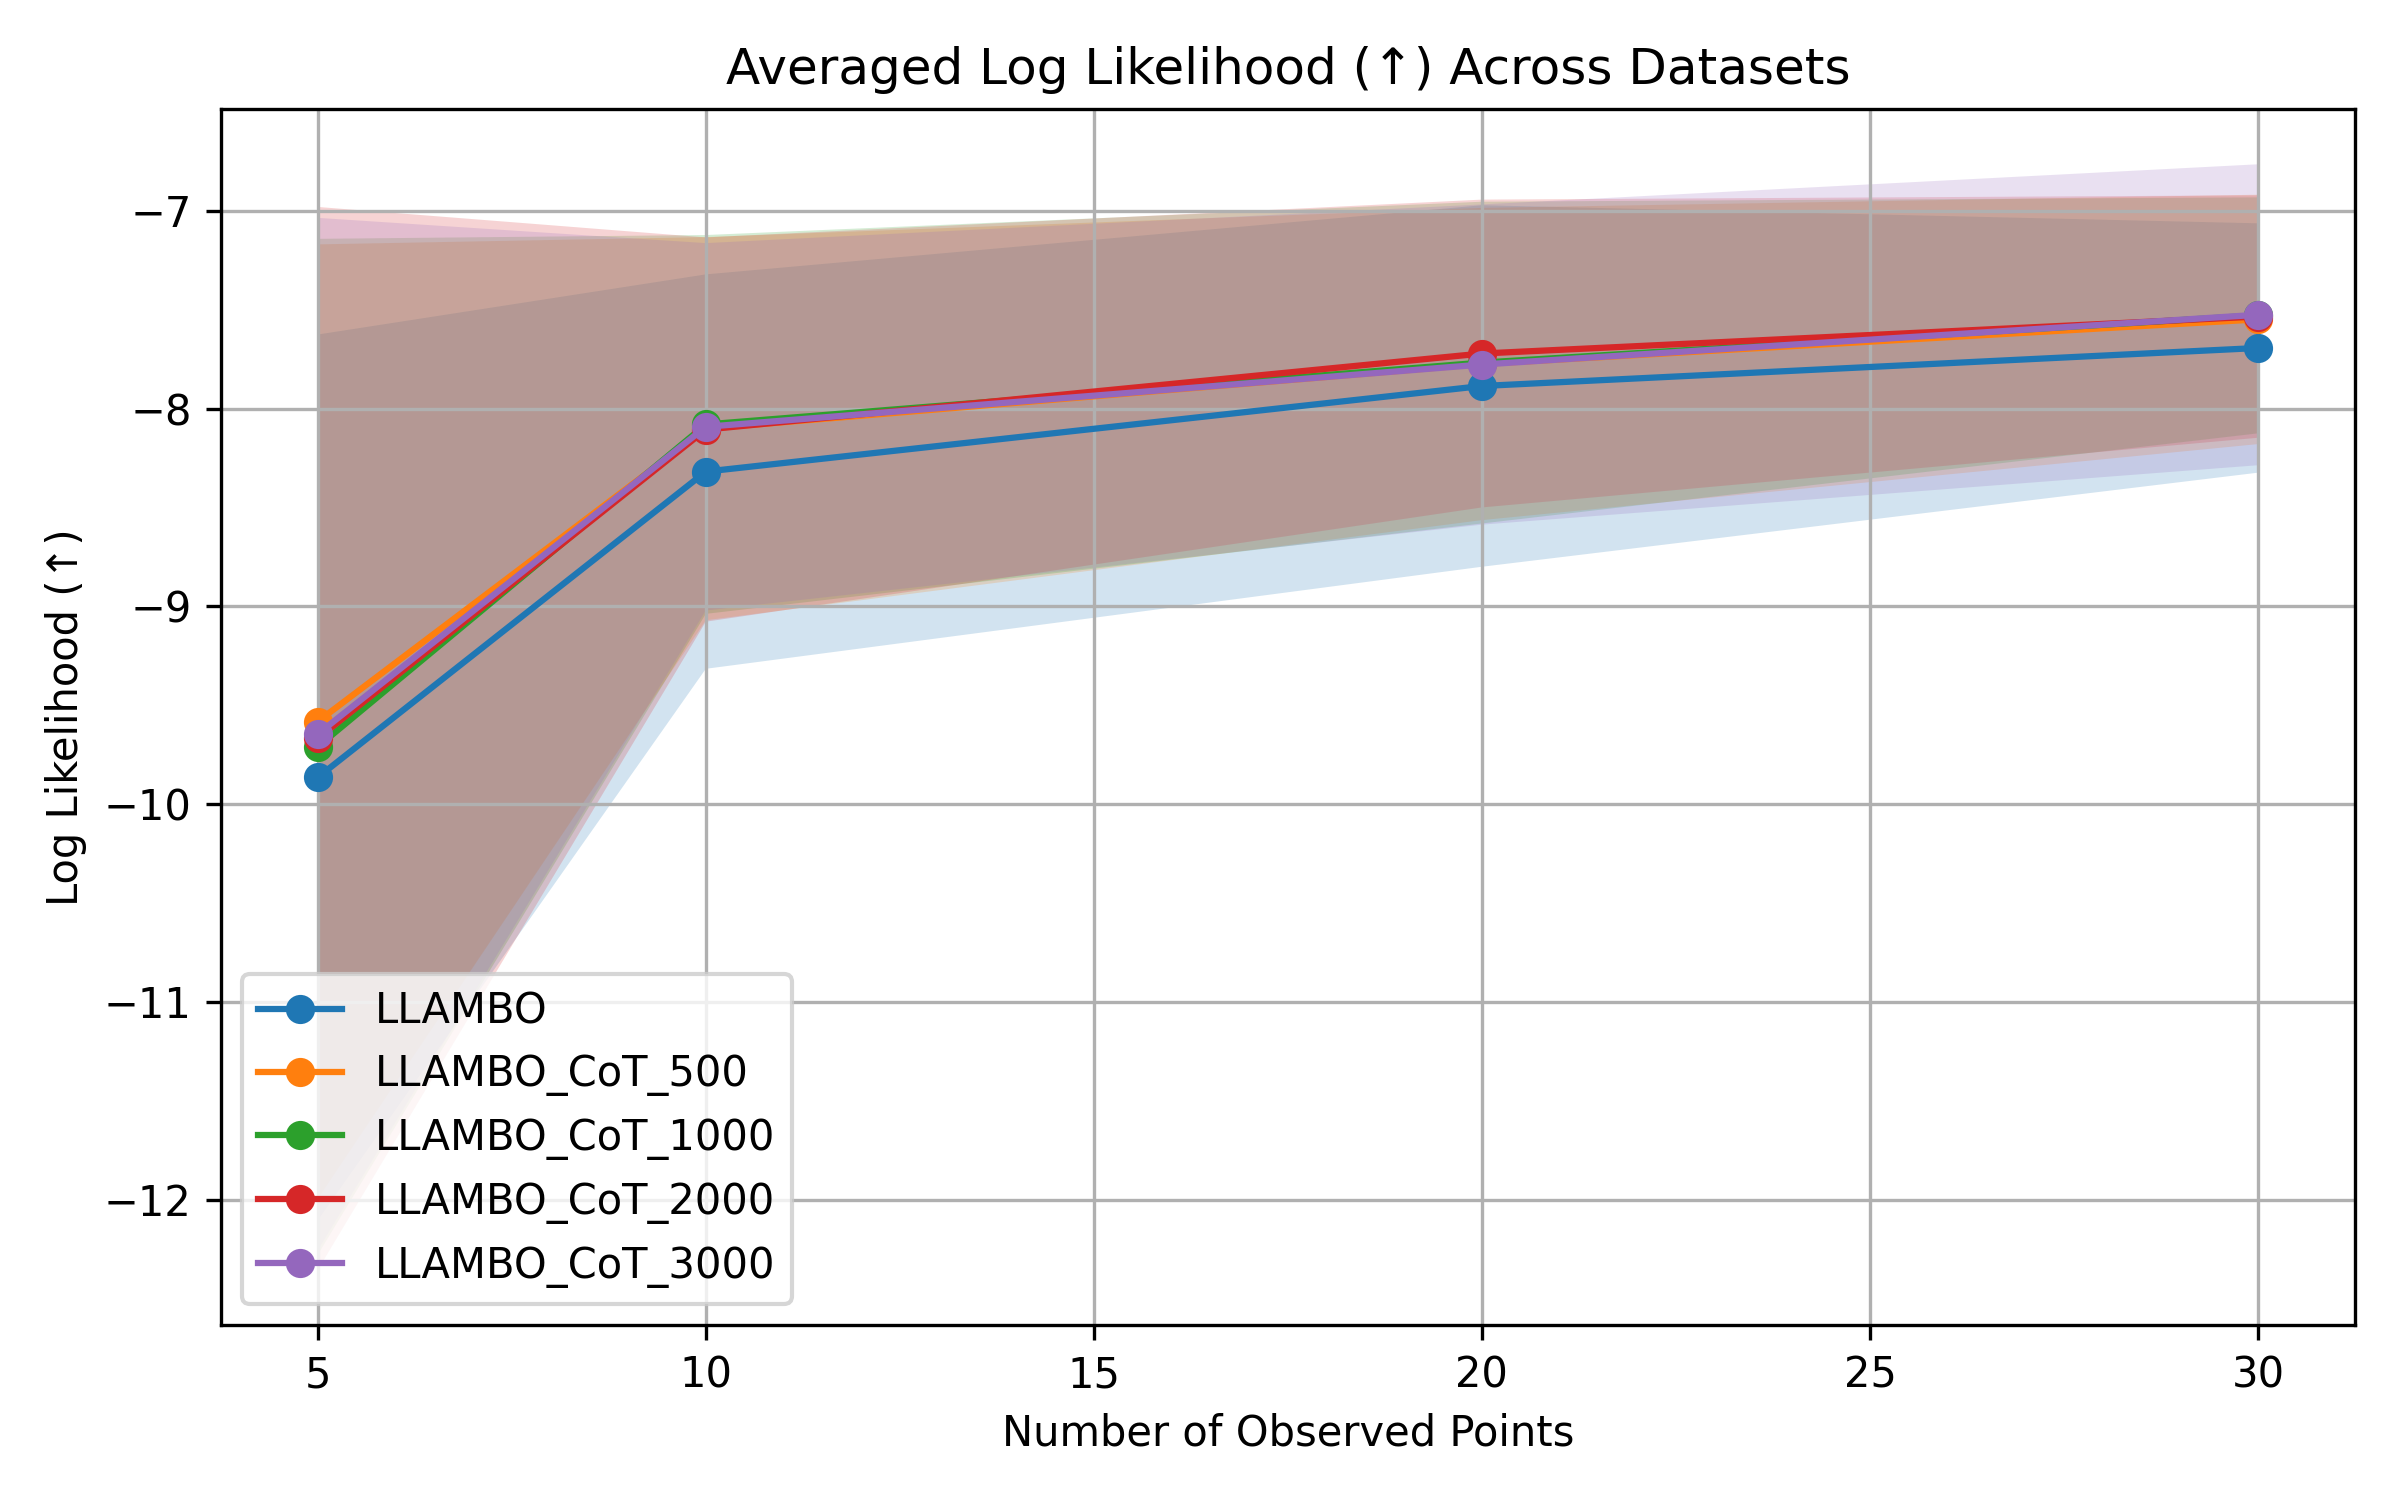 Averaged Log Likelihood (↑) Across Datasets
Log Likelihood (↑)
−7
−8
−9
−10
−11
−12
LLAMBO
LLAMBO_CoT_500
LLAMBO_CoT_1000
LLAMBO_CoT_2000
LLAMBO_CoT_3000
5 10 15 20 25 30
Number of Observed Points